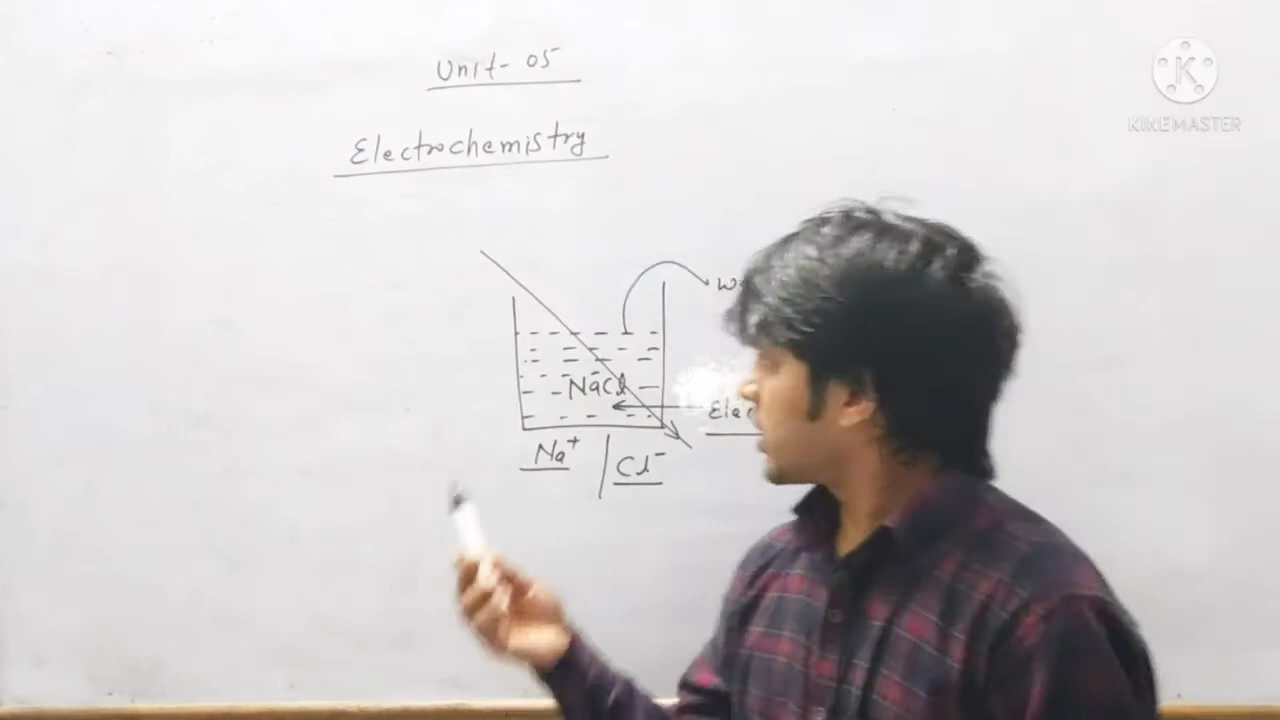 Unit-05
KINEMASTER
Electrochemistry
NaCl
Na+ / Cl-